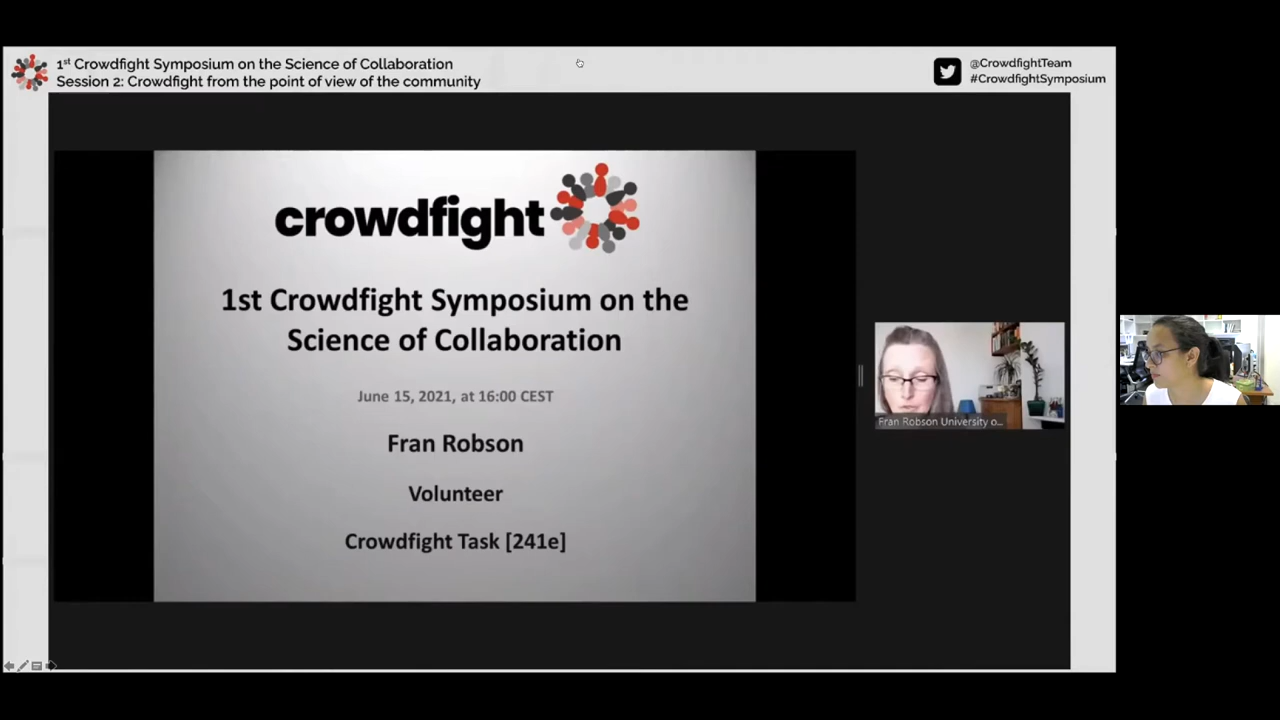 1st Crowdfight Symposium on the Science of Collaboration
Session 2: Crowdfight from the point of view of the community
@CrowdfightTeam
#CrowdfightSymposium
crowdfight
1st Crowdfight Symposium on the
Science of Collaboration
June 15, 2021, at 16:00 CEST
Fran Robson
Volunteer
Crowdfight Task [241e]
Fran Robson University o...